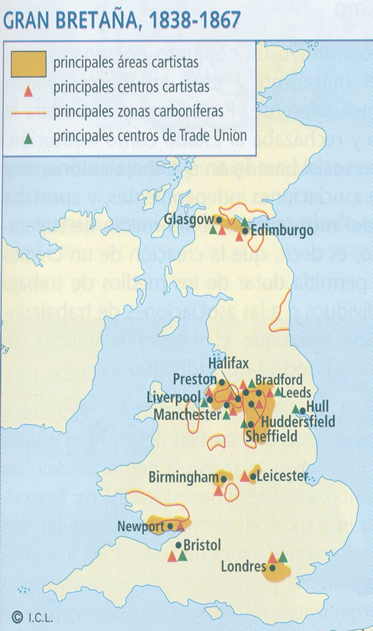 GRAN BRETAÑA, 1838-1867
principales áreas cartistas
principales centros cartistas
principales zonas carboníferas
principales centros de Trade Union
Glasgow
Edimburgo
Halifax
Preston
Bradford
Liverpool
Leeds
Manchester
Hull
Huddersfield
Sheffield
Birmingham
Leicester
Newport
Bristol
Londres
© I.C.L.